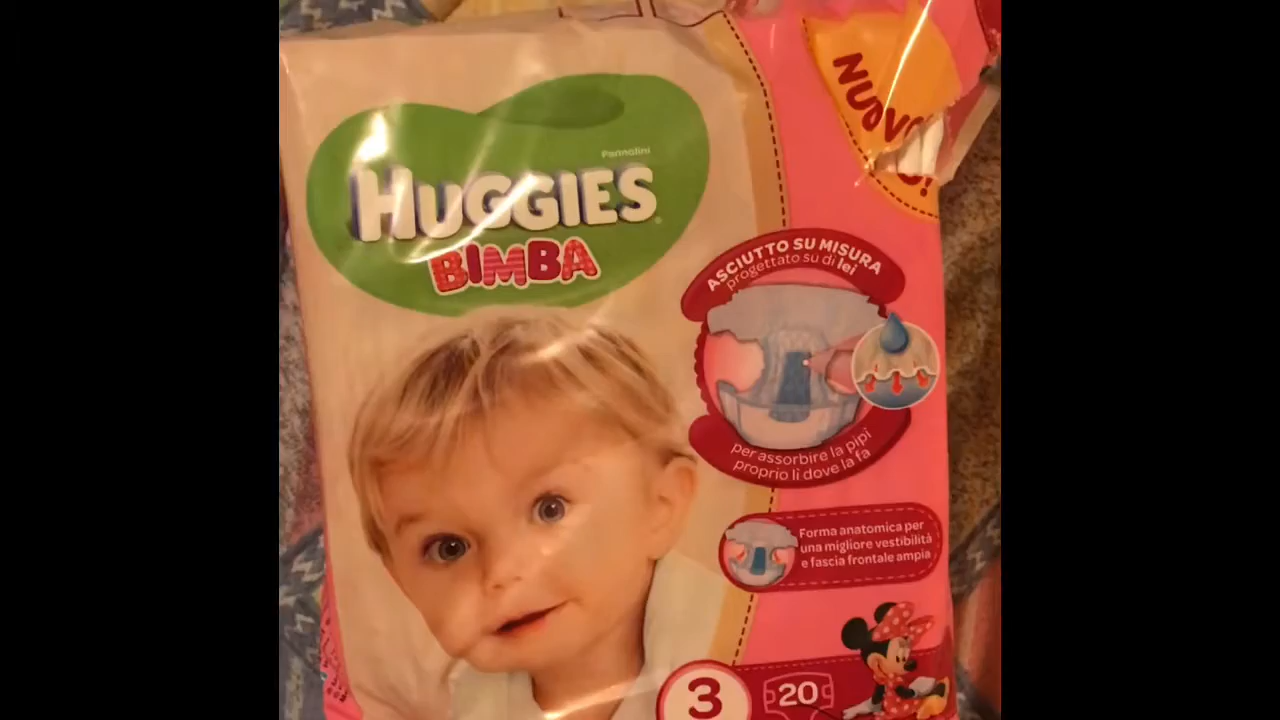 NUOVO!
Pannolini
HUGGIES
BIMBA
ASCIUTTO SU MISURA
progettato su di lei
per assorbire la pipì
proprio lì dove la fa
Forma anatomica per
una migliore vestibilità
e fascia frontale ampia
3
20